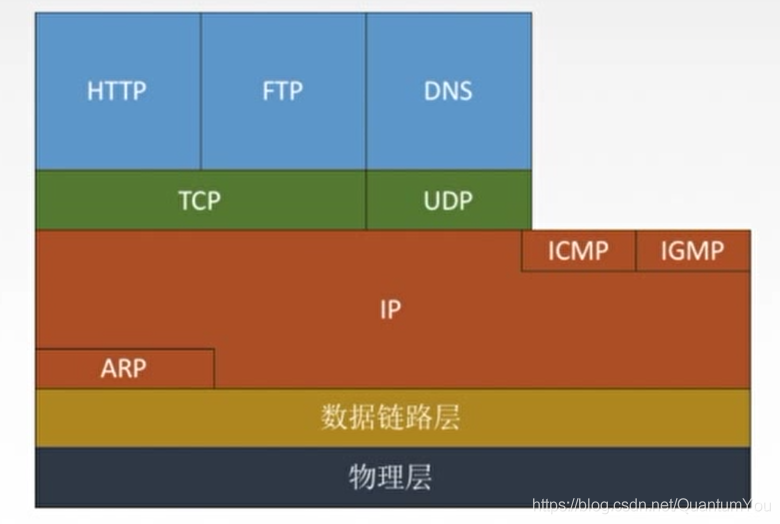 HTTP
FTP
DNS
TCP
UDP
ICMP
IGMP
IP
ARP
数据链路层
物理层
https://blog.csdn.net/QuantumYou